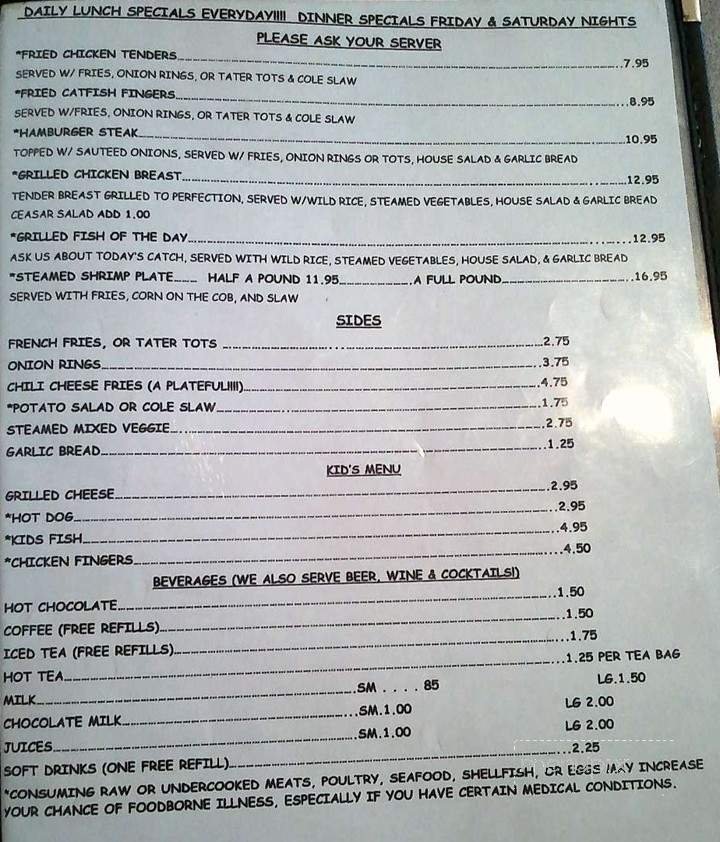 DAILY LUNCH SPECIALS EVERYDAY!!!! DINNER SPECIALS FRIDAY & SATURDAY NIGHTS
PLEASE ASK YOUR SERVER
*FRIED CHICKEN TENDERS...7.95
SERVED W/ FRIES, ONION RINGS, OR TATER TOTS & COLE SLAW
*FRIED CATFISH FINGERS...8.95
SERVED W/FRIES, ONION RINGS, OR TATER TOTS & COLE SLAW
*HAMBURGER STEAK...10.95
TOPPED W/ SAUTEED ONIONS, SERVED W/ FRIES, ONION RINGS OR TOTS, HOUSE SALAD & GARLIC BREAD
*GRILLED CHICKEN BREAST...12.95
TENDER BREAST GRILLED TO PERFECTION, SERVED W/WILD RICE, STEAMED VEGETABLES, HOUSE SALAD & GARLIC BREAD
CEASAR SALAD ADD 1.00
*GRILLED FISH OF THE DAY...12.95
ASK US ABOUT TODAY'S CATCH, SERVED WITH WILD RICE, STEAMED VEGETABLES, HOUSE SALAD, & GARLIC BREAD
*STEAMED SHRIMP PLATE... HALF A POUND 11.95...A FULL POUND...16.95
SERVED WITH FRIES, CORN ON THE COB, AND SLAW
SIDES
FRENCH FRIES, OR TATER TOTS ...2.75
ONION RINGS...3.75
CHILI CHEESE FRIES (A PLATEFUL!!!!)...4.75
*POTATO SALAD OR COLE SLAW...1.75
STEAMED MIXED VEGGIE...2.75
GARLIC BREAD...1.25
KID'S MENU
GRILLED CHEESE...2.95
*HOT DOG...2.95
*KIDS FISH...4.95
*CHICKEN FINGERS...4.50
BEVERAGES (WE ALSO SERVE BEER, WINE & COCKTAILS!)
HOT CHOCOLATE...1.50
COFFEE (FREE REFILLS)...1.50
ICED TEA (FREE REFILLS)...1.75
HOT TEA...1.25 PER TEA BAG
MILK...SM . . . . 85 LG.1.50
CHOCOLATE MILK...SM.1.00 LG 2.00
JUICES...SM.1.00 LG 2.00
SOFT DRINKS (ONE FREE REFILL)...2.25
*CONSUMING RAW OR UNDERCOOKED MEATS, POULTRY, SEAFOOD, SHELLFISH, OR EGGS MAY INCREASE
YOUR CHANCE OF FOODBORNE ILLNESS, ESPECIALLY IF YOU HAVE CERTAIN MEDICAL CONDITIONS.